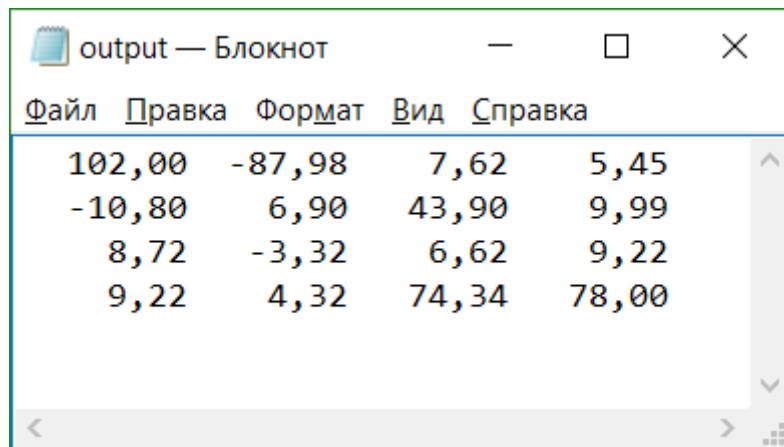 output — Блокнот
Файл Правка Формат Вид Справка
102,00 -87,98 7,62 5,45
-10,80 6,90 43,90 9,99
8,72 -3,32 6,62 9,22
9,22 4,32 74,34 78,00